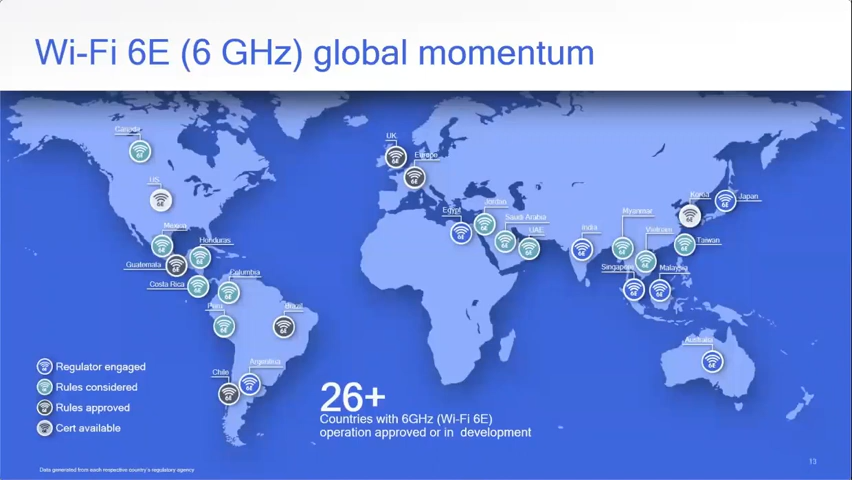 Wi-Fi 6E (6 GHz) global momentum
Canada
US
Mexico
Honduras
Guatemala
Costa Rica
Columbia
Peru
Brazil
Argentina
Chile
UK
Europe
Egypt
Jordan
Saudi Arabia
UAE
India
Myanmar
Vietnam
Singapore
Malaysia
Korea
Japan
Taiwan
Australia
Regulator engaged
Rules considered
Rules approved
Cert available
26+
Countries with 6GHz (Wi-Fi 6E)
operation approved or in development
Data generated from each respective country's regulatory agency
13